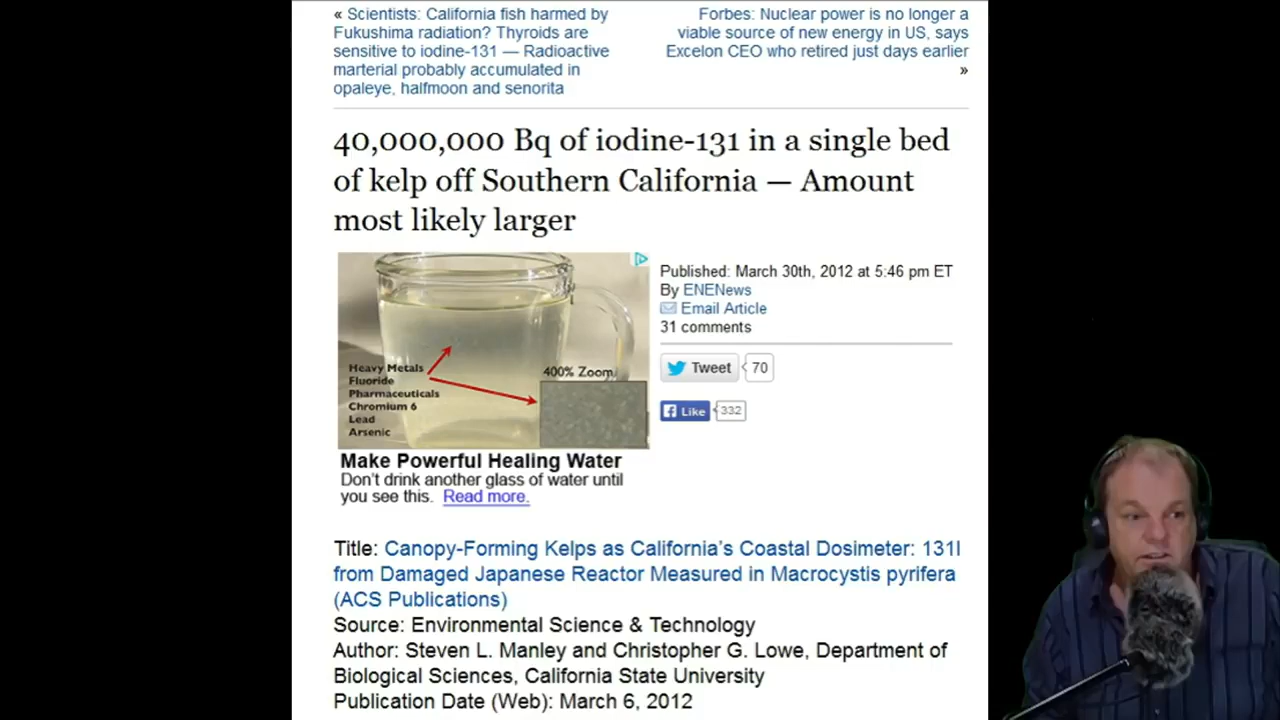 « Scientists: California fish harmed by
Fukushima radiation? Thyroids are
sensitive to iodine-131 — Radioactive
marterial probably accumulated in
opaleye, halfmoon and senorita
Forbes: Nuclear power is no longer a
viable source of new energy in US, says
Excelon CEO who retired just days earlier
»
40,000,000 Bq of iodine-131 in a single bed
of kelp off Southern California — Amount
most likely larger
Heavy Metals
Fluoride
Pharmaceuticals
Chromium 6
Lead
Arsenic
400% Zoom
Make Powerful Healing Water
Don't drink another glass of water until
you see this. Read more.
Published: March 30th, 2012 at 5:46 pm ET
By ENENews
Email Article
31 comments
Tweet 70
Like 332
Title: Canopy-Forming Kelps as California's Coastal Dosimeter: 131I
from Damaged Japanese Reactor Measured in Macrocystis pyrifera
(ACS Publications)
Source: Environmental Science & Technology
Author: Steven L. Manley and Christopher G. Lowe, Department of
Biological Sciences, California State University
Publication Date (Web): March 6, 2012